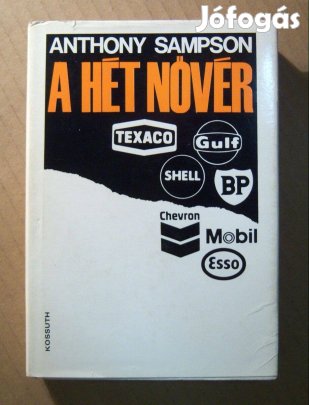 Jófogás
ANTHONY SAMPSON
A HÉT NŐVÉR
TEXACO
Gulf
SHELL
BP
Chevron
Mobil
Esso
KOSSUTH